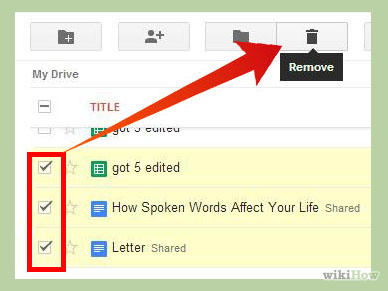 Remove
My Drive
TITLE
got 5 edited
got 5 edited
How Spoken Words Affect Your Life Shared
Letter Shared
wikiHow